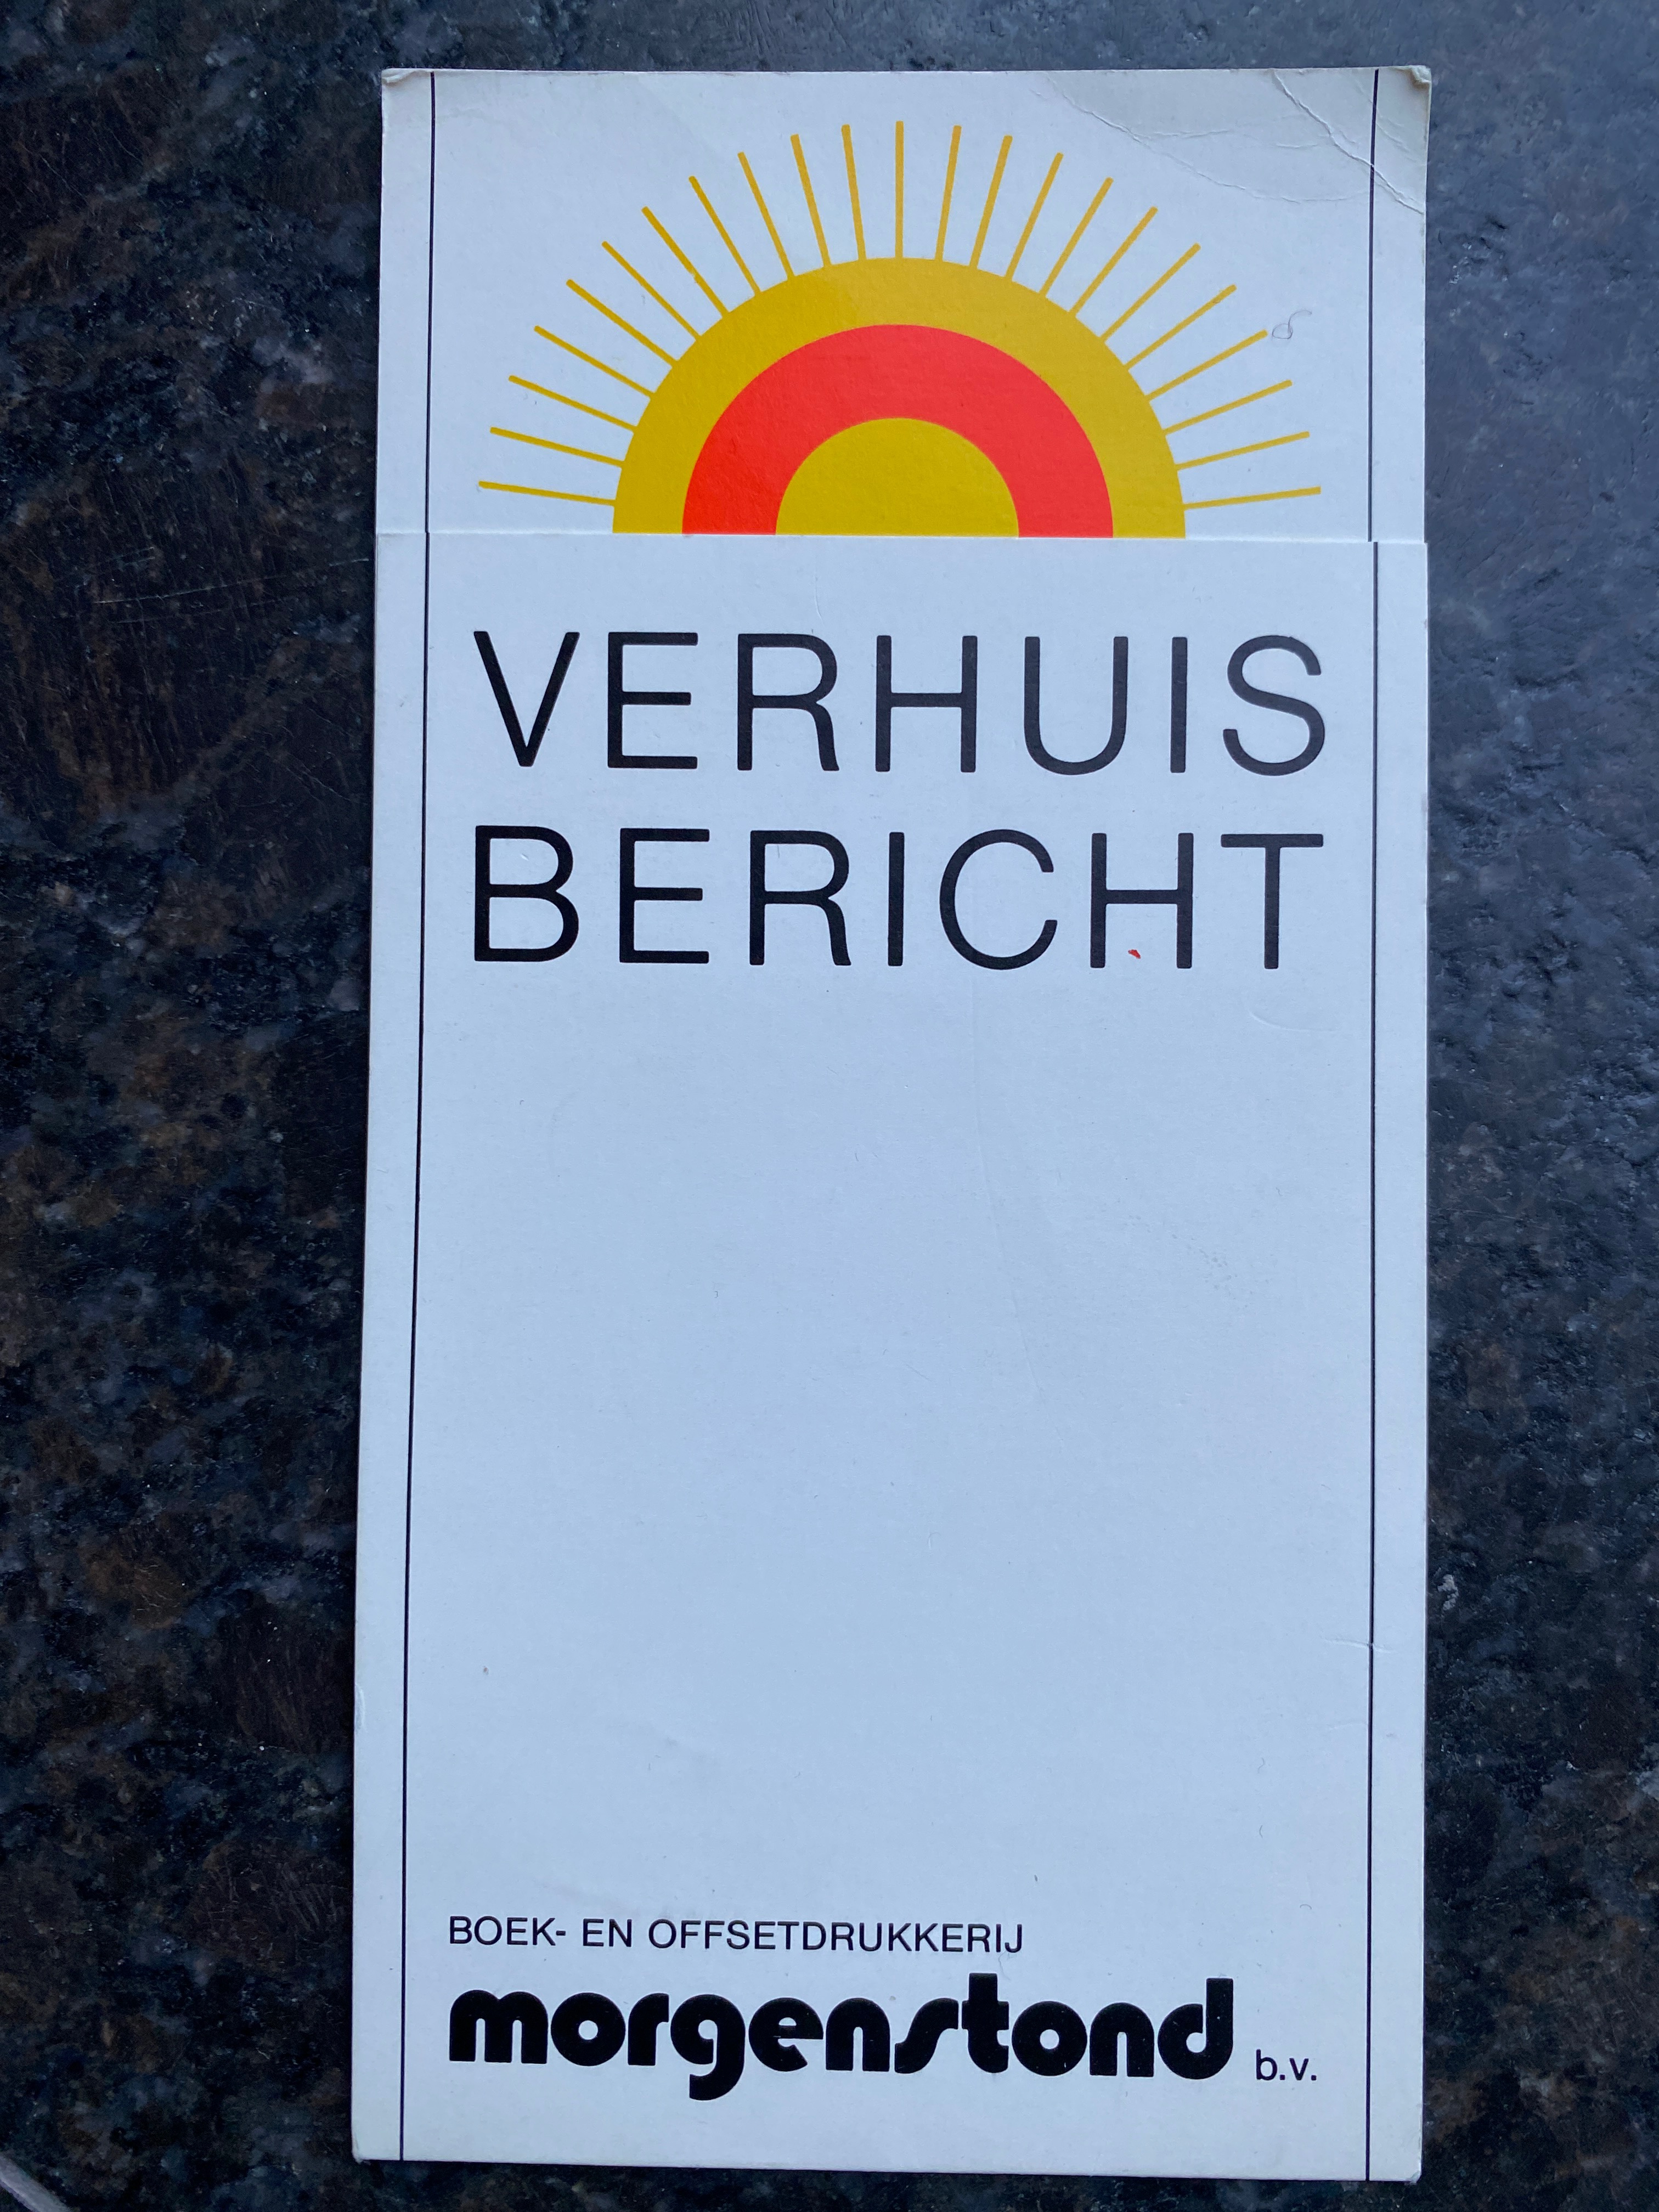 VERHUIS
BERICHT
BOEK- EN OFFSETDRUKKERIJ
morgenstond b.v.